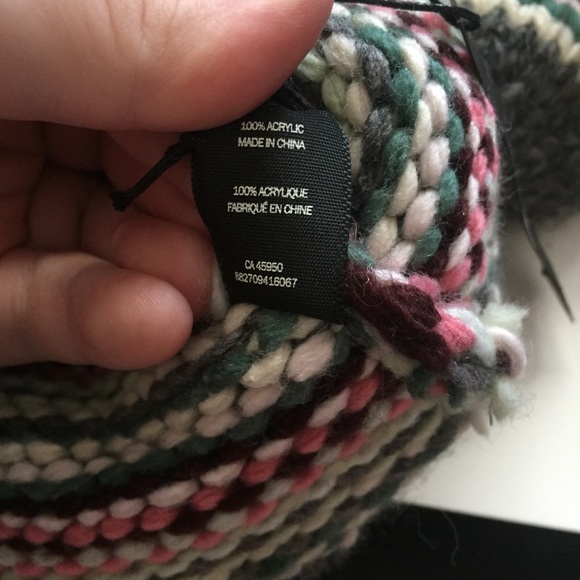 100% ACRYLIC
MADE IN CHINA
100% ACRYLIQUE
FABRIQUÉ EN CHINE
CA 45950
882709416067